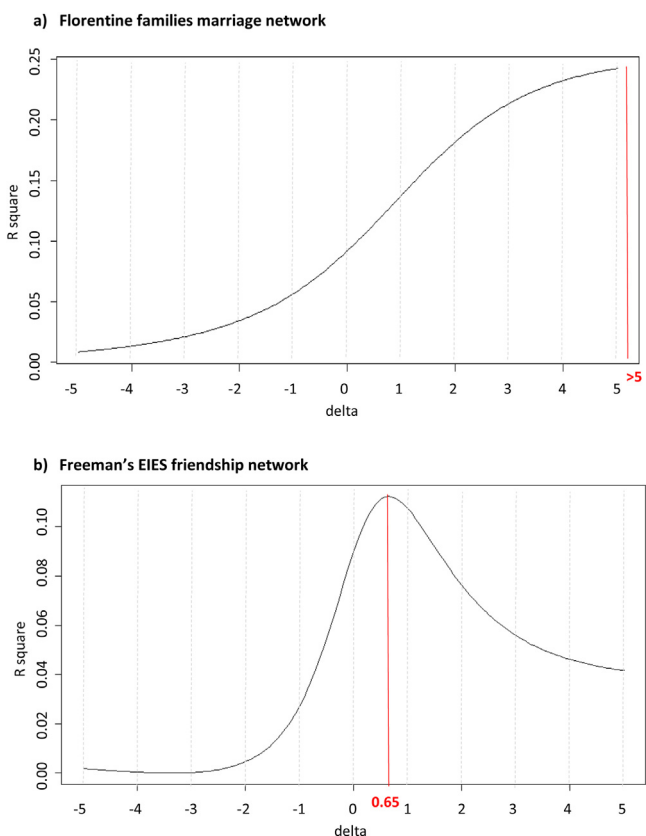 a) Florentine families marriage network
0.25
0.20
0.15
0.10
0.05
0.00
R square
-5 -4 -3 -2 -1 0 1 2 3 4 5 >5
delta
b) Freeman's EIES friendship network
0.10
0.08
0.06
0.04
0.02
0.00
R square
-5 -4 -3 -2 -1 0 0.65 1 2 3 4 5
delta